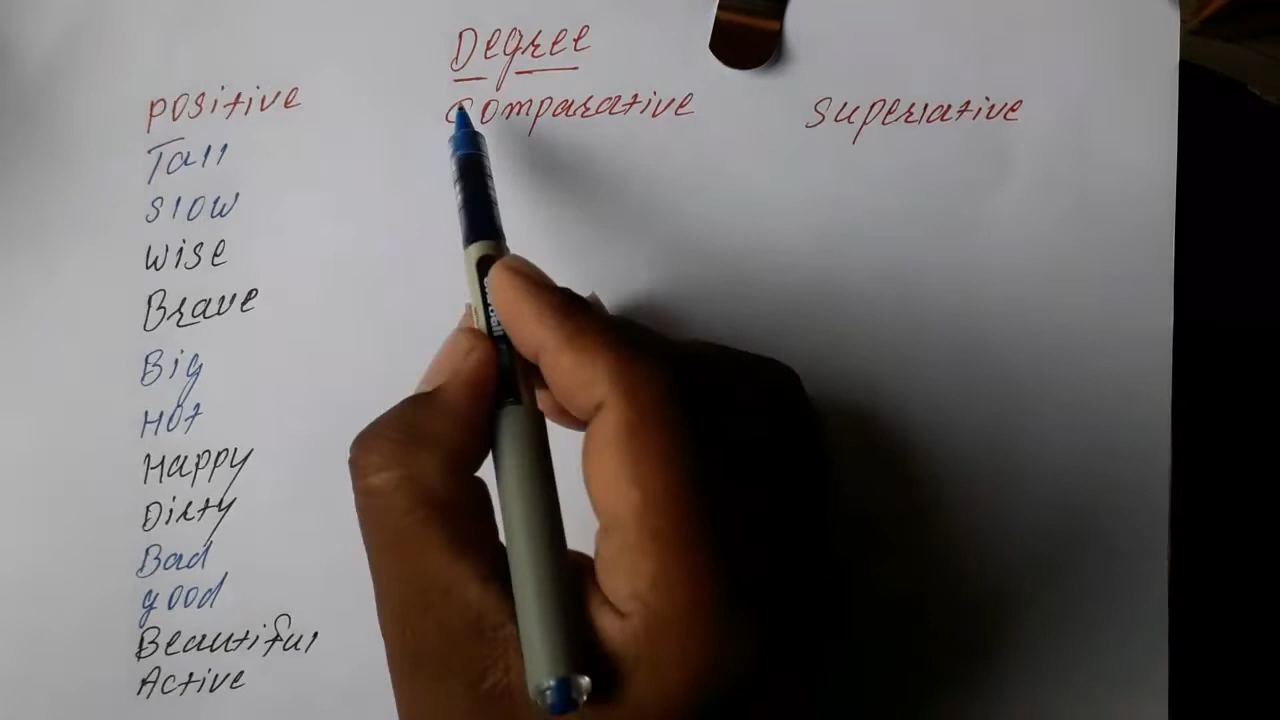 Degree
Positive Comparative Superlative
Tall
Slow
Wise
Brave
Big
Hot
Happy
Dirty
Bad
good
Beautiful
Active